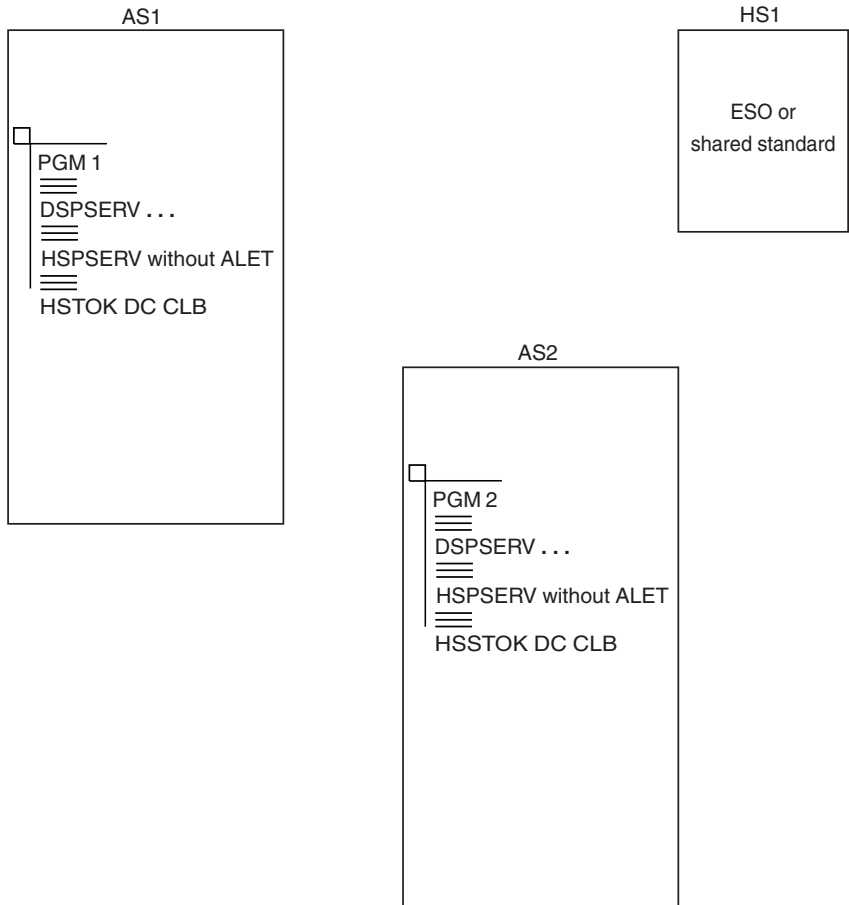 AS1
PGM 1
DSPSERV . . .
HSPSERV without ALET
HSTOK DC CLB
HS1
ESO or
shared standard
AS2
PGM 2
DSPSERV . . .
HSPSERV without ALET
HSSTOK DC CLB